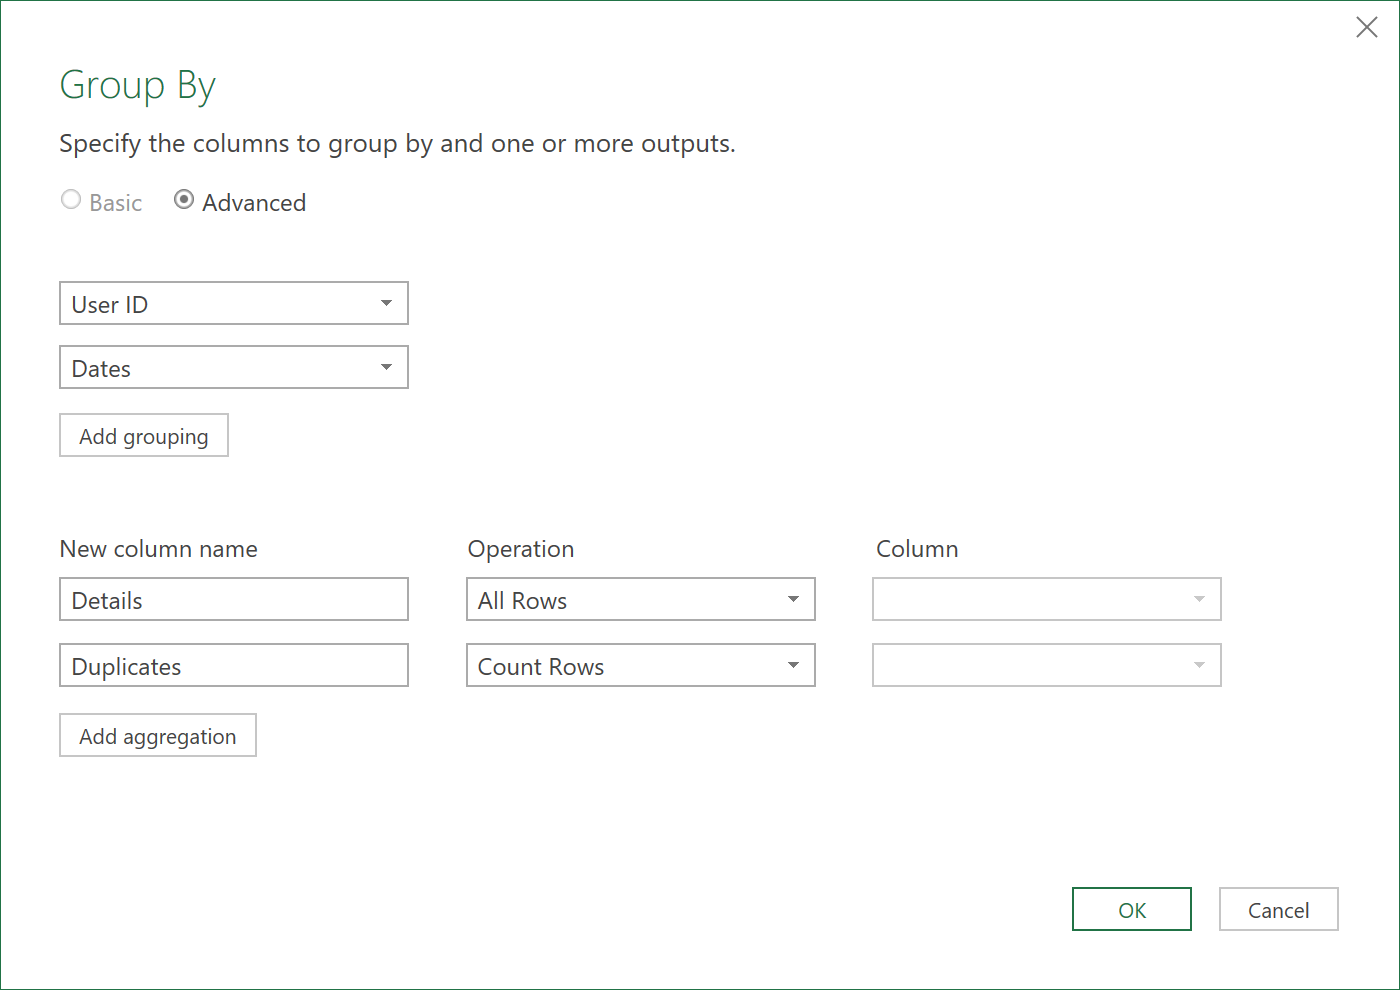 Group By
Specify the columns to group by and one or more outputs.
Basic Advanced
User ID
Dates
Add grouping
New column name Operation Column
Details All Rows
Duplicates Count Rows
Add aggregation
OK Cancel